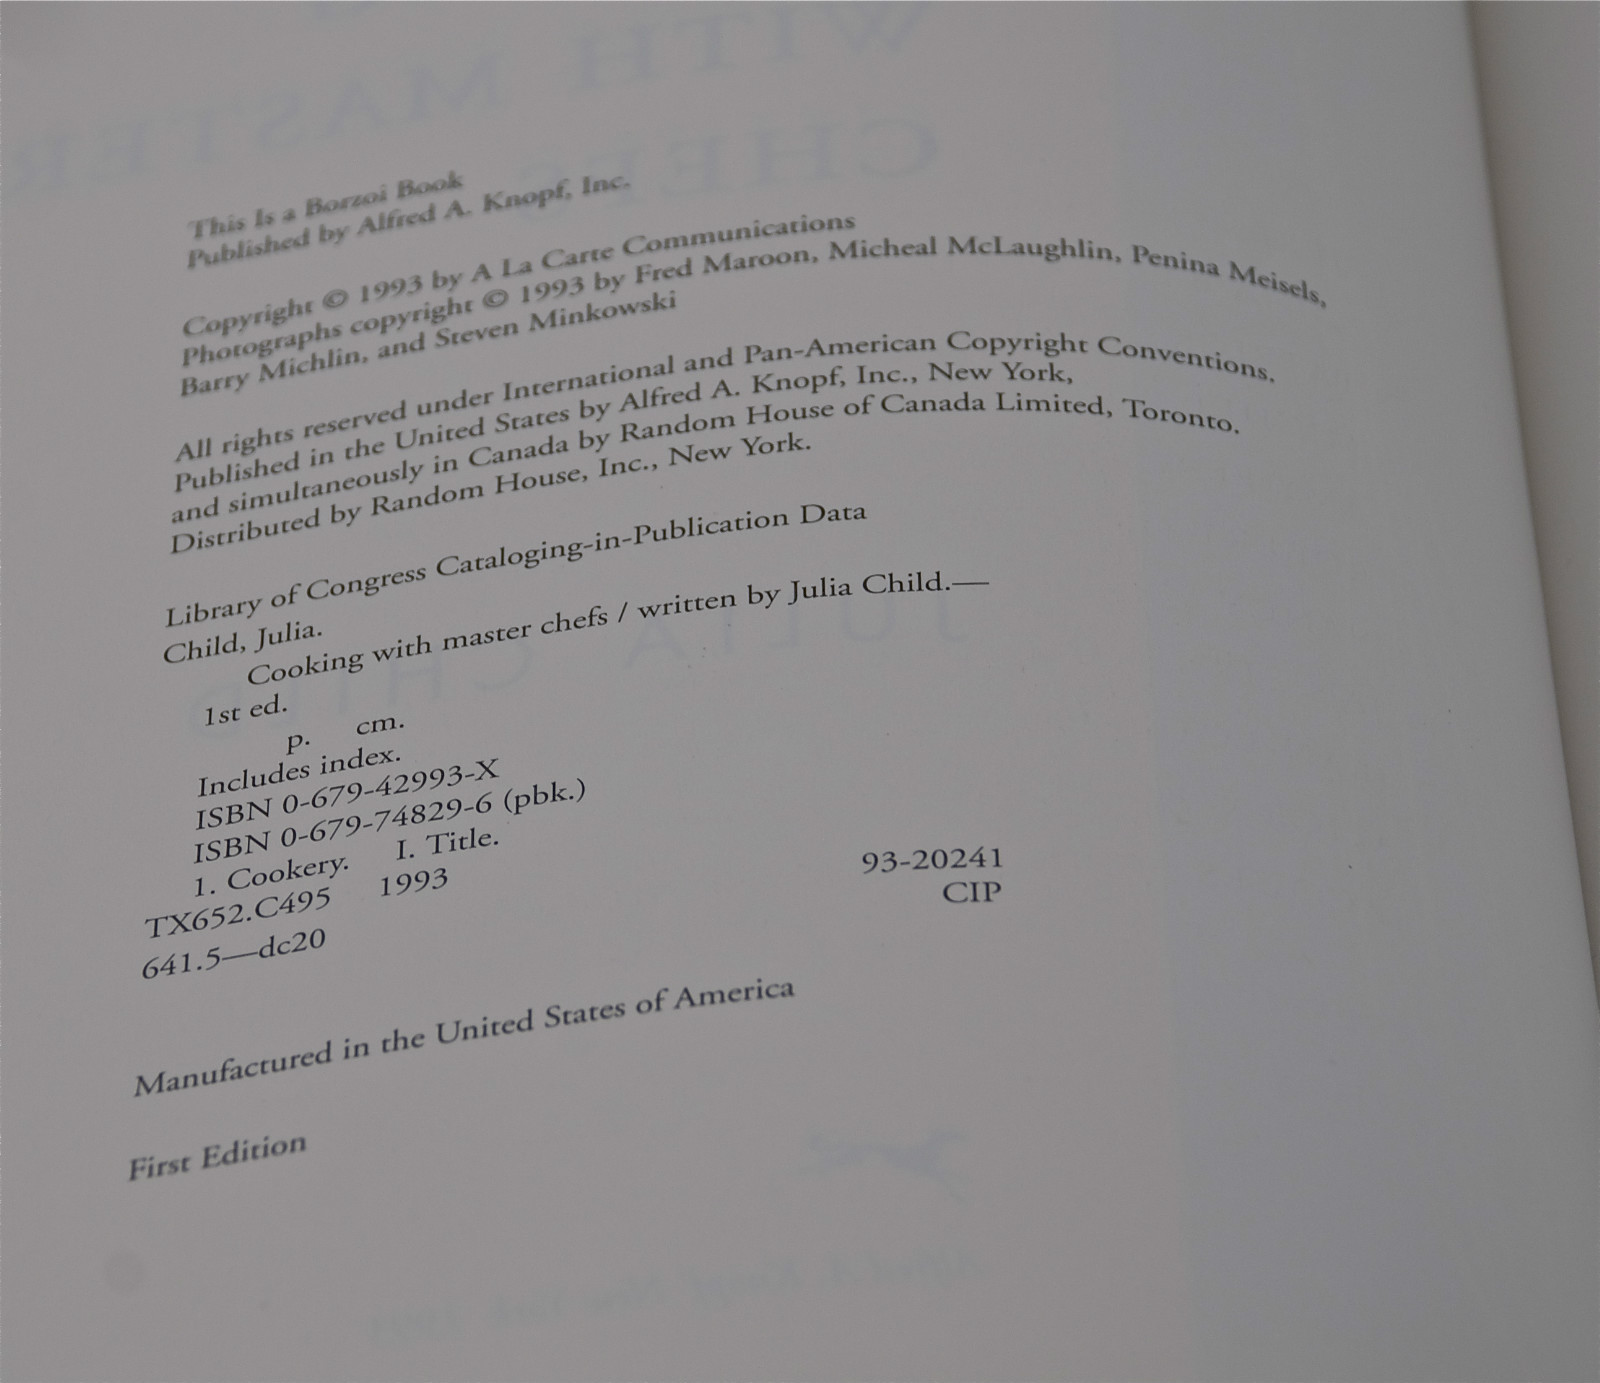 This Is a Borzoi Book
Published by Alfred A. Knopf, Inc.
Copyright © 1993 by A La Carte Communications
Photographs copyright © 1993 by Fred Maroon, Micheal McLaughlin, Penina Meisels,
Barry Michlin, and Steven Minkowski
All rights reserved under International and Pan-American Copyright Conventions.
Published in the United States by Alfred A. Knopf, Inc., New York,
and simultaneously in Canada by Random House of Canada Limited, Toronto.
Distributed by Random House, Inc., New York.
Library of Congress Cataloging-in-Publication Data
Child, Julia.
Cooking with master chefs / written by Julia Child.—
1st ed.
p. cm.
Includes index.
ISBN 0-679-42993-X
ISBN 0-679-74829-6 (pbk.)
1. Cookery. I. Title.
TX652.C495 1993 93-20241
641.5—dc20 CIP
Manufactured in the United States of America
First Edition